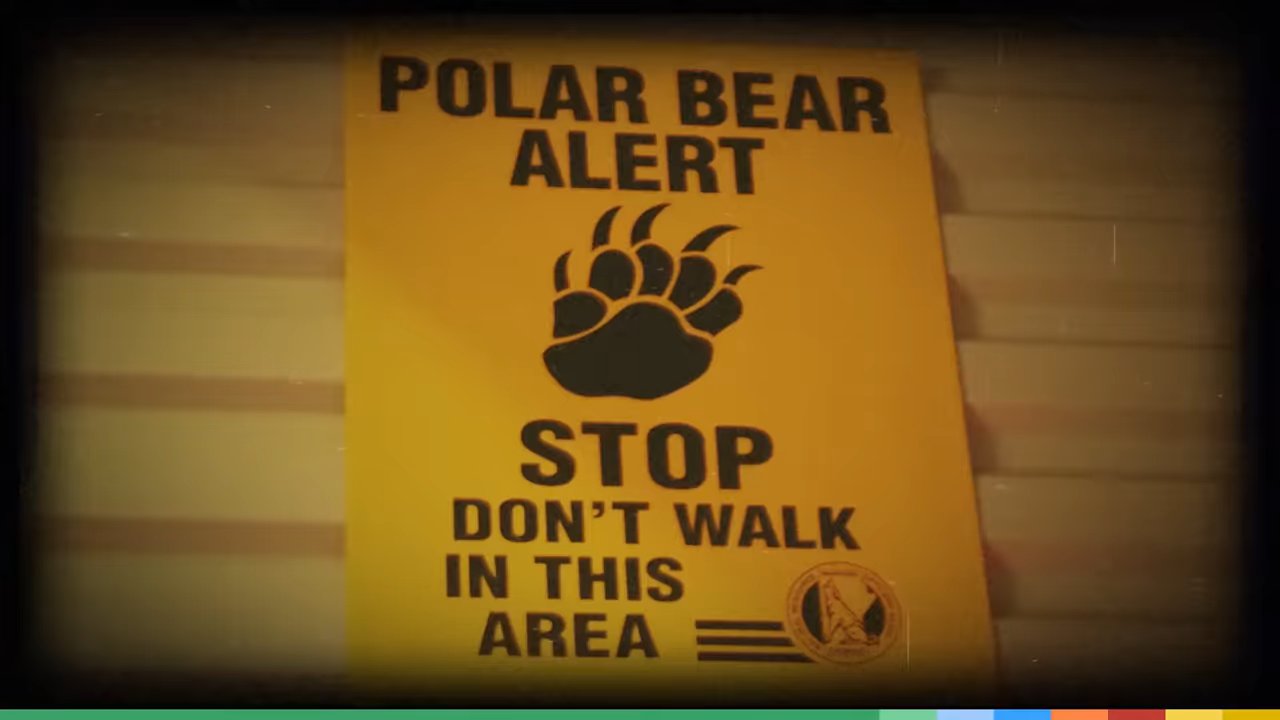 POLAR BEAR
ALERT
STOP
DON'T WALK
IN THIS
AREA